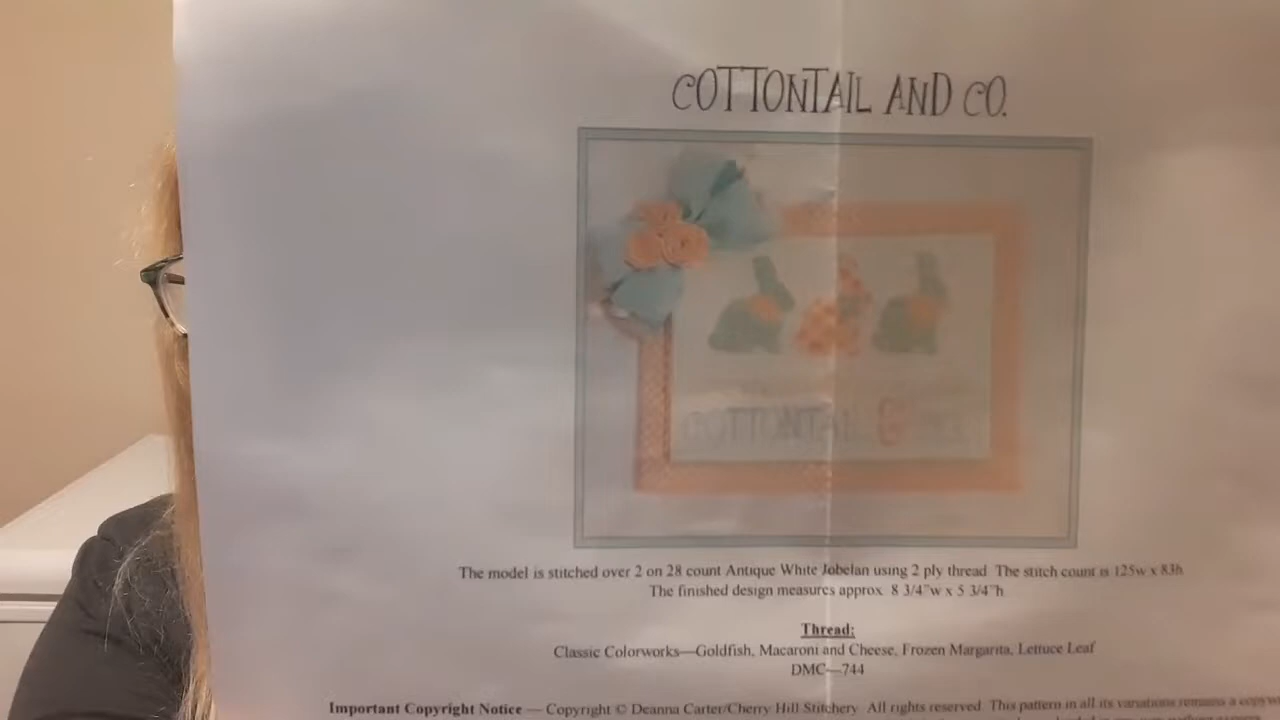 COTTONTAIL AND CO.
COTTONTAIL &
The model is stitched over 2 on 28 count Antique White Jobelan using 2 ply thread The stitch count is 125w x 83h
The finished design measures approx 8 3/4"w x 5 3/4"h
Thread:
Classic Colorworks—Goldfish, Macaroni and Cheese, Frozen Margarita, Lettuce Leaf
DMC—744
Important Copyright Notice — Copyright © Deanna Carter/Cherry Hill Stitchery All rights reserved. This pattern in all its variations remains a